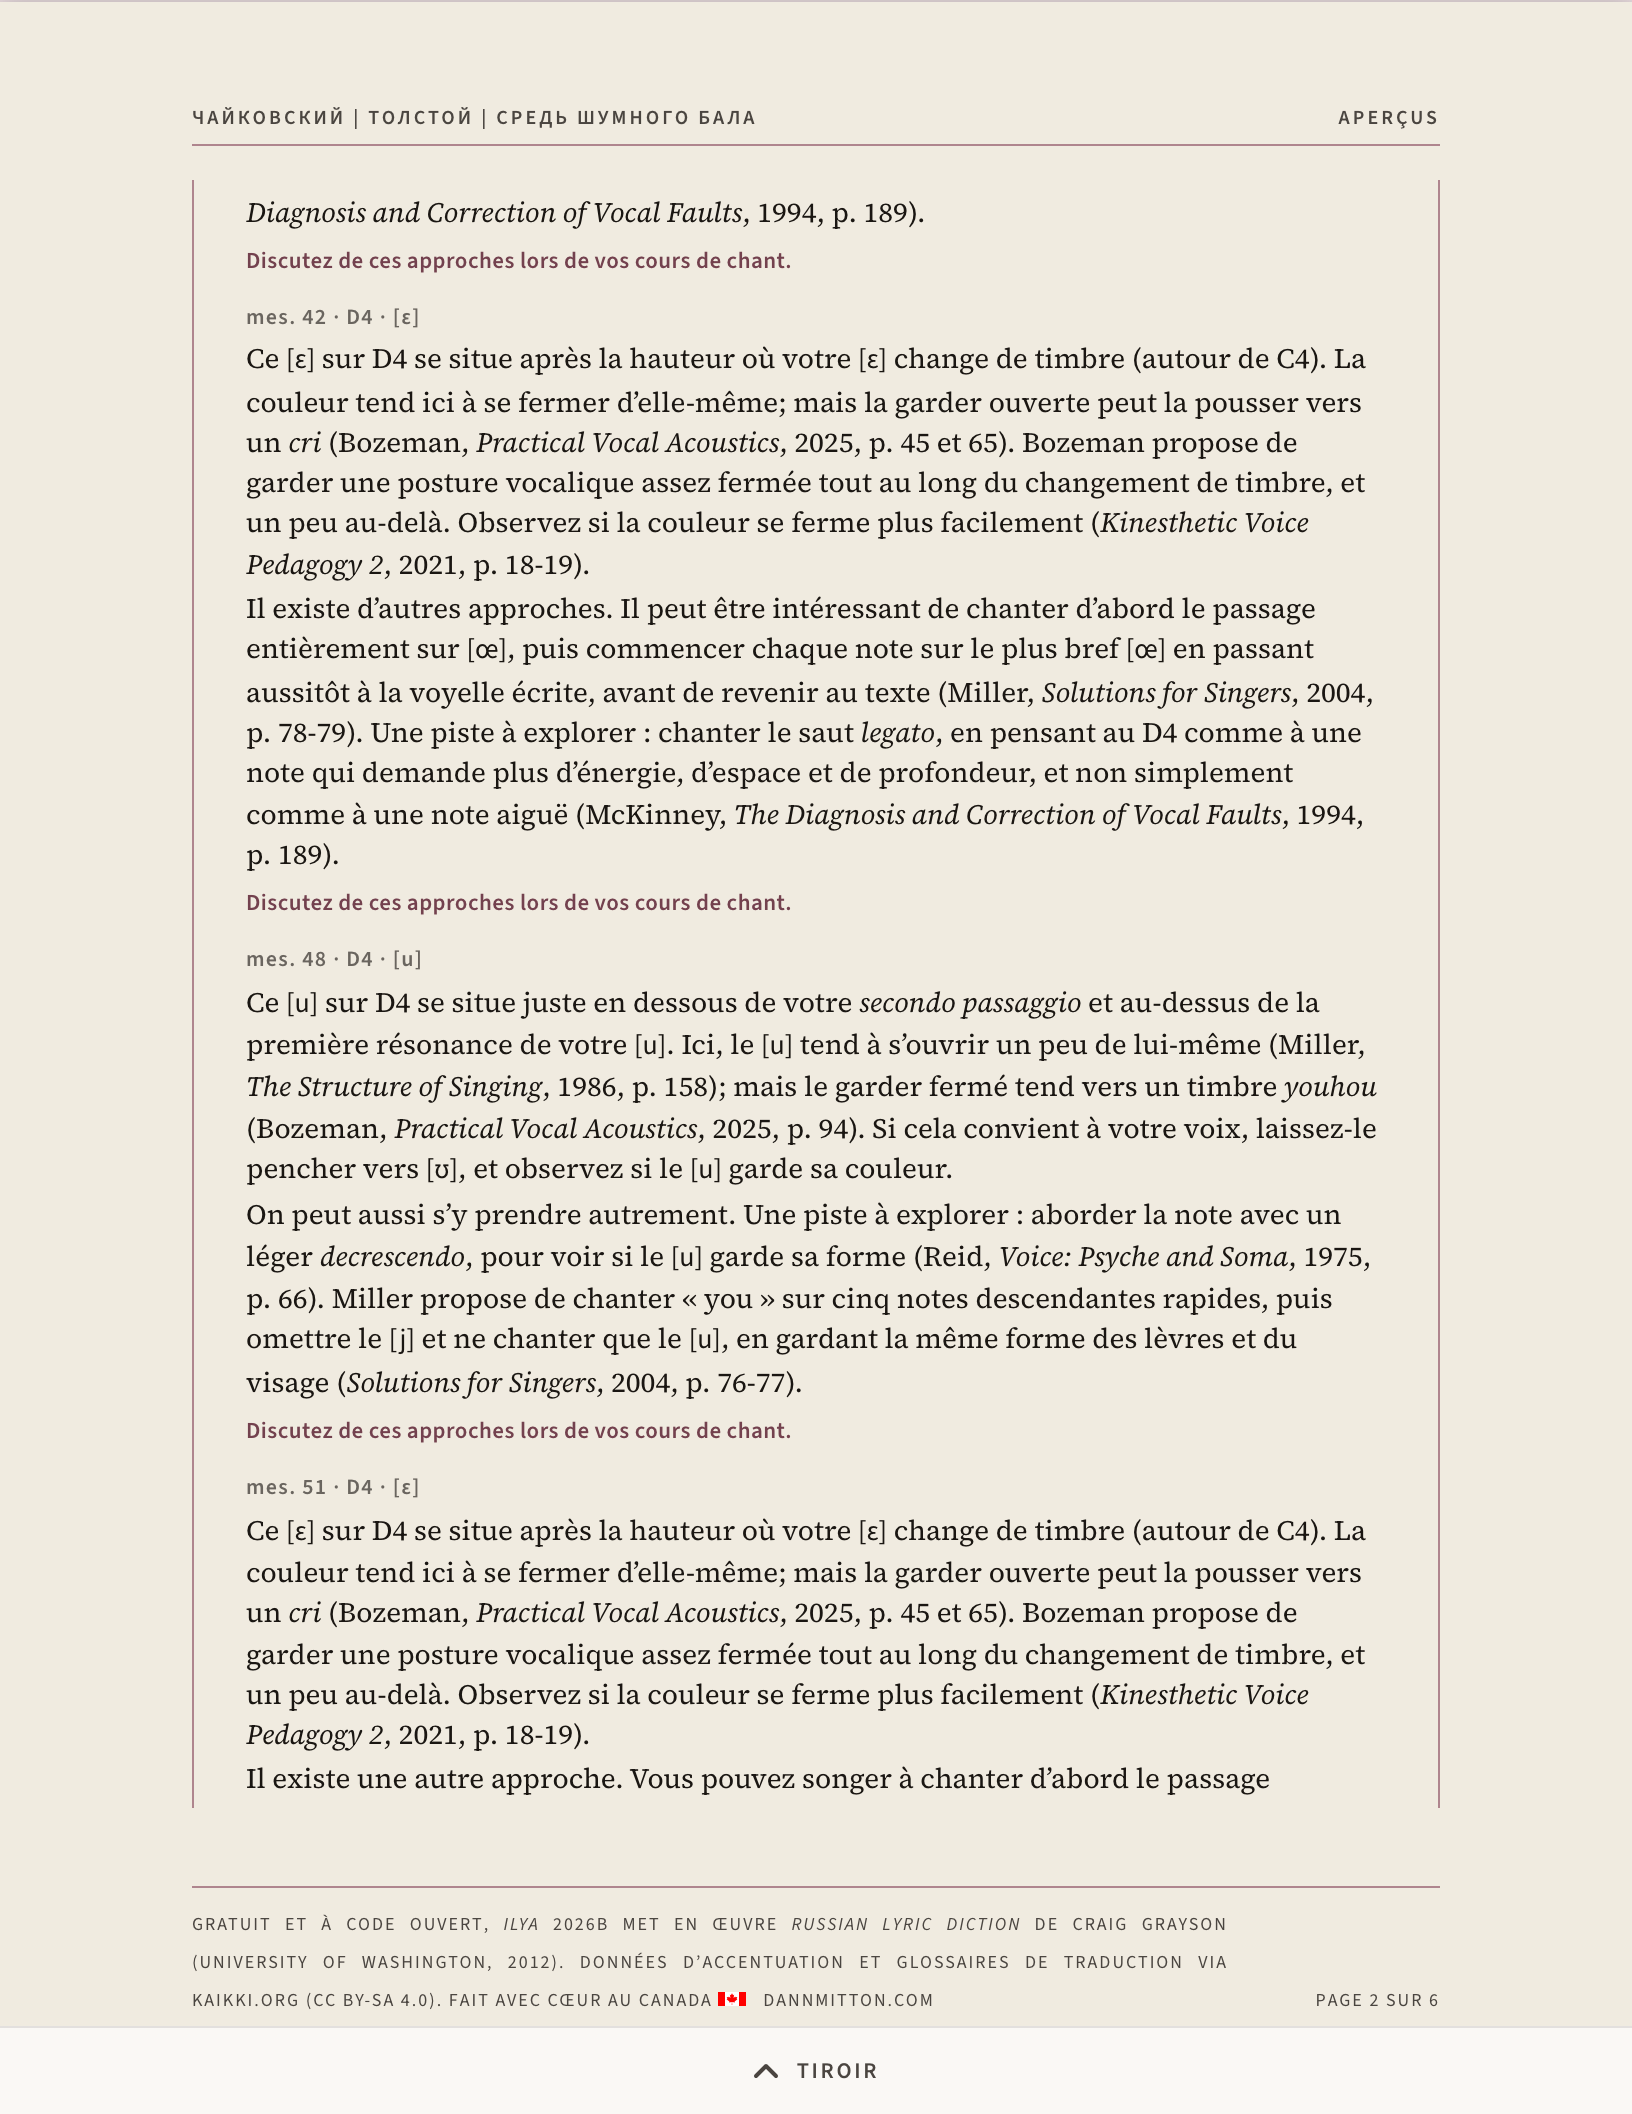 ЧАЙКОВСКИЙ | ТОЛСТОЙ | СРЕДЬ ШУМНОГО БАЛА
APERÇUS
Diagnosis and Correction of Vocal Faults, 1994, p. 189).
Discutez de ces approches lors de vos cours de chant.
mes. 42 · D4 · [ɛ]
Ce [ɛ] sur D4 se situe après la hauteur où votre [ɛ] change de timbre (autour de C4). La
couleur tend ici à se fermer d’elle-même; mais la garder ouverte peut la pousser vers
un cri (Bozeman, Practical Vocal Acoustics, 2025, p. 45 et 65). Bozeman propose de
garder une posture vocalique assez fermée tout au long du changement de timbre, et
un peu au-delà. Observez si la couleur se ferme plus facilement (Kinesthetic Voice
Pedagogy 2, 2021, p. 18-19).
Il existe d’autres approches. Il peut être intéressant de chanter d’abord le passage
entièrement sur [œ], puis commencer chaque note sur le plus bref [œ] en passant
aussitôt à la voyelle écrite, avant de revenir au texte (Miller, Solutions for Singers, 2004,
p. 78-79). Une piste à explorer : chanter le saut legato, en pensant au D4 comme à une
note qui demande plus d’énergie, d’espace et de profondeur, et non simplement
comme à une note aiguë (McKinney, The Diagnosis and Correction of Vocal Faults, 1994,
p. 189).
Discutez de ces approches lors de vos cours de chant.
mes. 48 · D4 · [u]
Ce [u] sur D4 se situe juste en dessous de votre secondo passaggio et au-dessus de la
première résonance de votre [u]. Ici, le [u] tend à s’ouvrir un peu de lui-même (Miller,
The Structure of Singing, 1986, p. 158); mais le garder fermé tend vers un timbre youhou
(Bozeman, Practical Vocal Acoustics, 2025, p. 94). Si cela convient à votre voix, laissez-le
pencher vers [ʊ], et observez si le [u] garde sa couleur.
On peut aussi s’y prendre autrement. Une piste à explorer : aborder la note avec un
léger decrescendo, pour voir si le [u] garde sa forme (Reid, Voice: Psyche and Soma, 1975,
p. 66). Miller propose de chanter « you » sur cinq notes descendantes rapides, puis
omettre le [j] et ne chanter que le [u], en gardant la même forme des lèvres et du
visage (Solutions for Singers, 2004, p. 76-77).
Discutez de ces approches lors de vos cours de chant.
mes. 51 · D4 · [ɛ]
Ce [ɛ] sur D4 se situe après la hauteur où votre [ɛ] change de timbre (autour de C4). La
couleur tend ici à se fermer d’elle-même; mais la garder ouverte peut la pousser vers
un cri (Bozeman, Practical Vocal Acoustics, 2025, p. 45 et 65). Bozeman propose de
garder une posture vocalique assez fermée tout au long du changement de timbre, et
un peu au-delà. Observez si la couleur se ferme plus facilement (Kinesthetic Voice
Pedagogy 2, 2021, p. 18-19).
Il existe une autre approche. Vous pouvez songer à chanter d’abord le passage
GRATUIT ET À CODE OUVERT, ILYA 2026B MET EN ŒUVRE RUSSIAN LYRIC DICTION DE CRAIG GRAYSON
(UNIVERSITY OF WASHINGTON, 2012). DONNÉES D’ACCENTUATION ET GLOSSAIRES DE TRADUCTION VIA
KAIKKI.ORG (CC BY-SA 4.0). FAIT AVEC CŒUR AU CANADA 🇨🇦 DANNMITTON.COM
PAGE 2 SUR 6
TIROIR